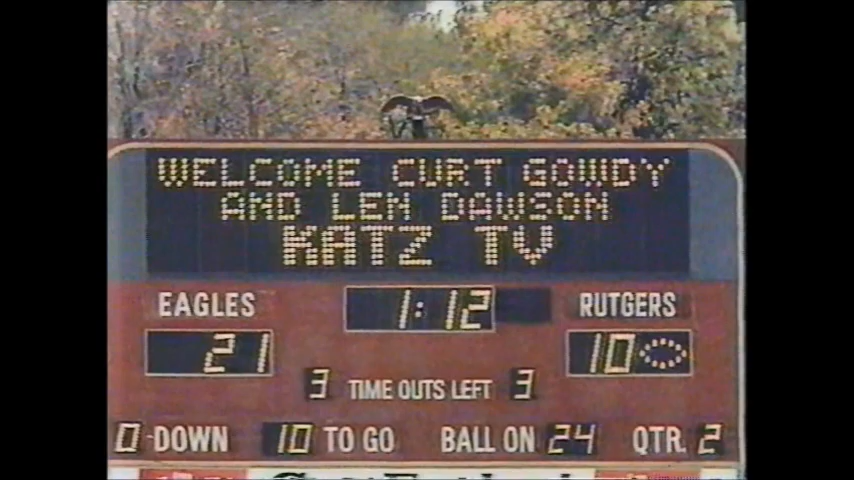 WELCOME CURT GOWDY
AND LEN DAWSON
KATZ TV
EAGLES 1:12 RUTGERS
21 10
3 TIME OUTS LEFT 3
0 DOWN 10 TO GO BALL ON 24 QTR. 2